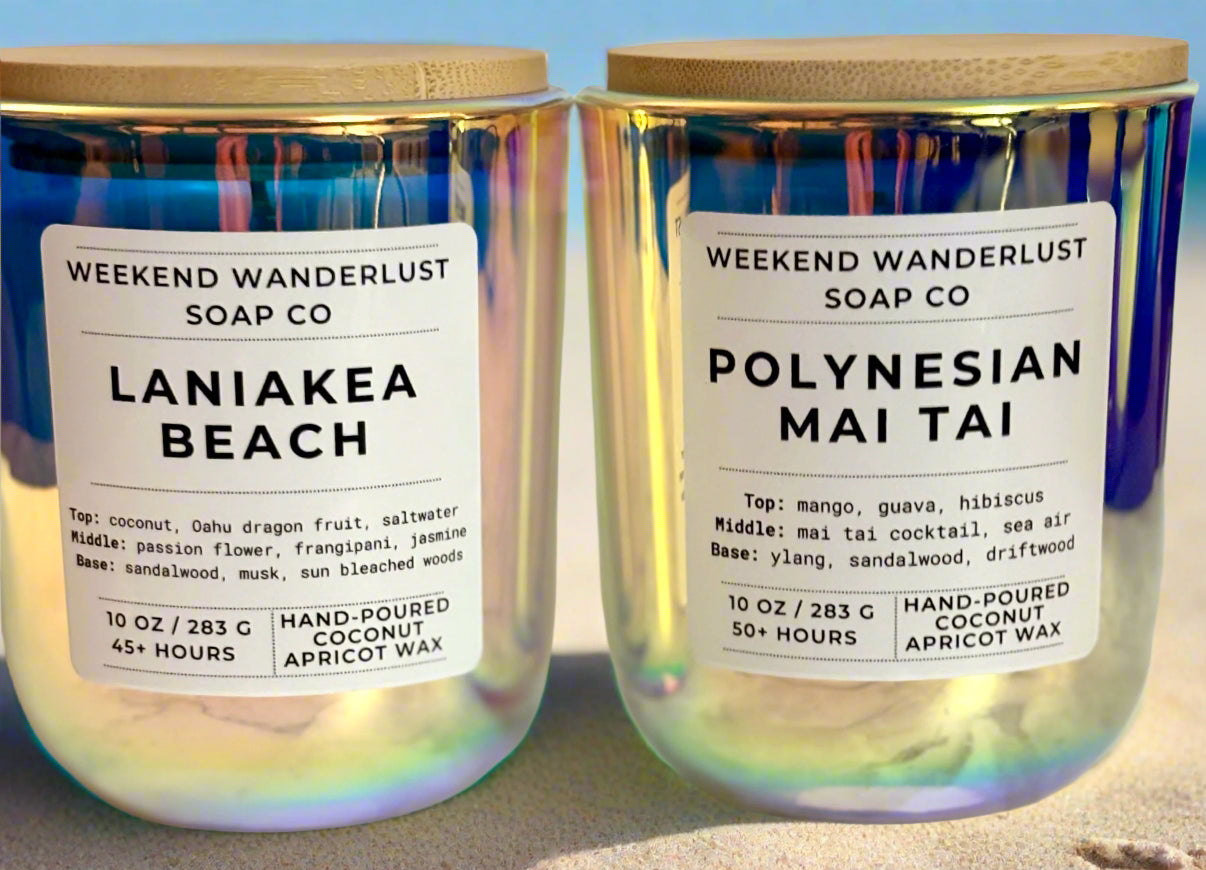 WEEKEND WANDERLUST
SOAP CO
LANIAKEA
BEACH
Top: coconut, Oahu dragon fruit, saltwater
Middle: passion flower, frangipani, jasmine
Base: sandalwood, musk, sun bleached woods
10 OZ / 283 G
45+ HOURS
HAND-POURED
COCONUT
APRICOT WAX
WEEKEND WANDERLUST
SOAP CO
POLYNESIAN
MAI TAI
Top: mango, guava, hibiscus
Middle: mai tai cocktail, sea air
Base: ylang, sandalwood, driftwood
10 OZ / 283 G
50+ HOURS
HAND-POURED
COCONUT
APRICOT WAX